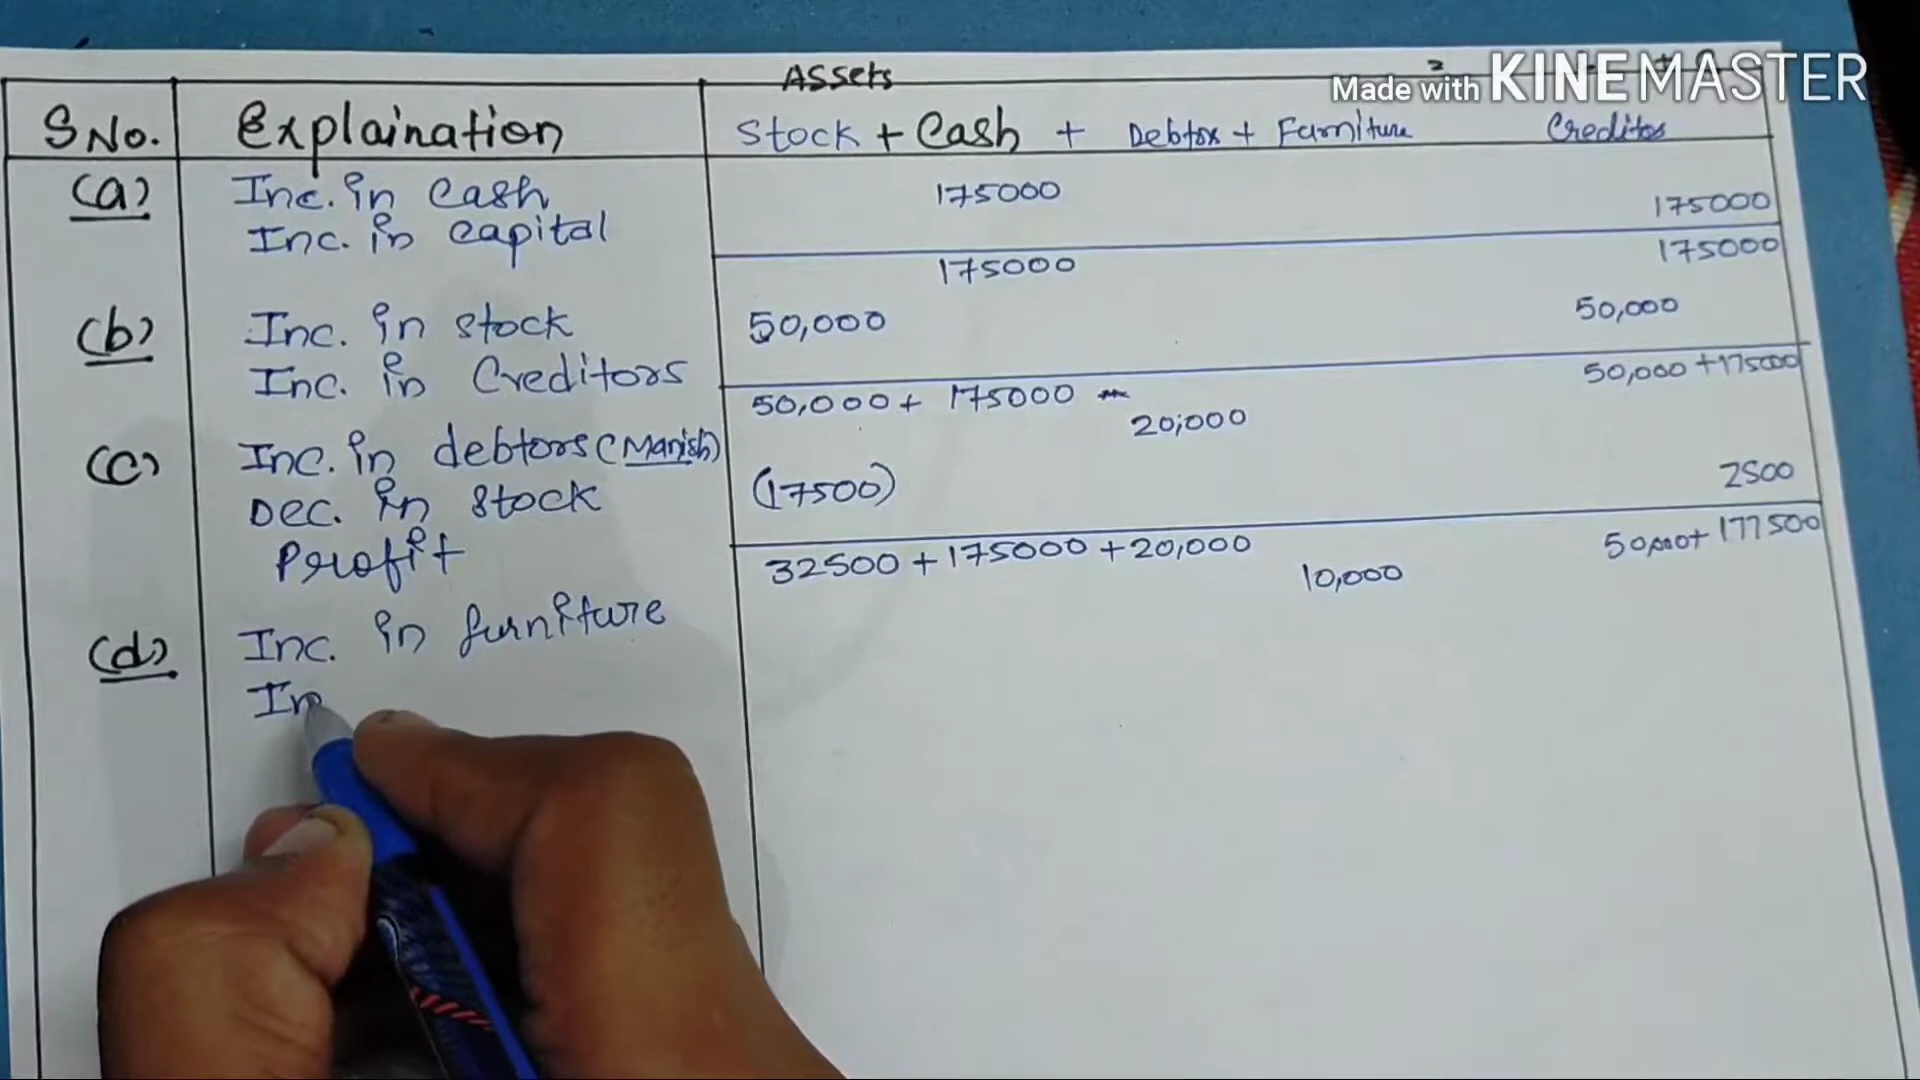 Assets
Made with KINEMASTER
S No. Explaination Stock + Cash + Debtor + Furniture Creditos
(a) Inc. in cash 175000
Inc. in capital 175000
175000 175000
(b) Inc. in stock 50,000 50,000
Inc. in Creditors
50,000 + 175000 50,000 + 175000
(c) Inc. in debtors (Manish) 20,000
Dec. in stock (17500)
Profit 2500
32500 + 175000 + 20,000 50,000 + 177500
(d) Inc. in furniture 10,000
In